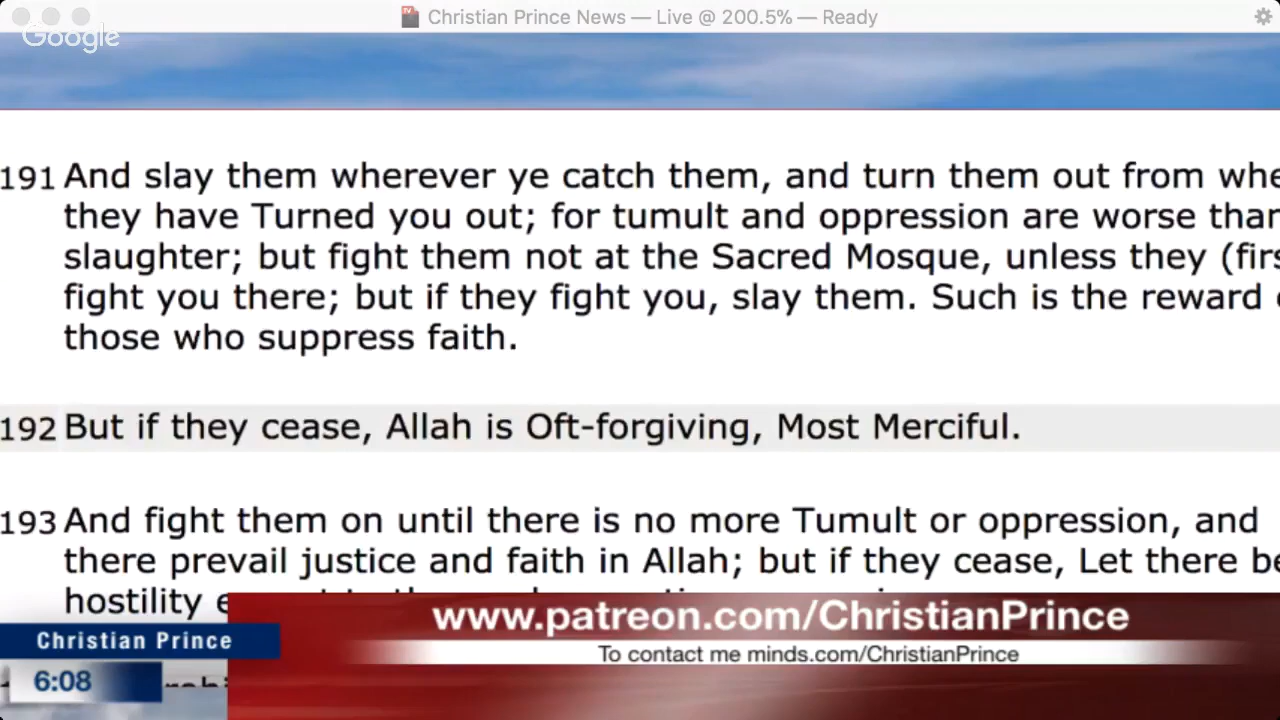 Christian Prince News — Live @ 200.5% — Ready
Google
191 And slay them wherever ye catch them, and turn them out from whe
they have Turned you out; for tumult and oppression are worse than
slaughter; but fight them not at the Sacred Mosque, unless they (firs
fight you there; but if they fight you, slay them. Such is the reward
those who suppress faith.
192 But if they cease, Allah is Oft-forgiving, Most Merciful.
193 And fight them on until there is no more Tumult or oppression, and
there prevail justice and faith in Allah; but if they cease, Let there be
hostility
www.patreon.com/ChristianPrince
Christian Prince
To contact me minds.com/ChristianPrince
6:08